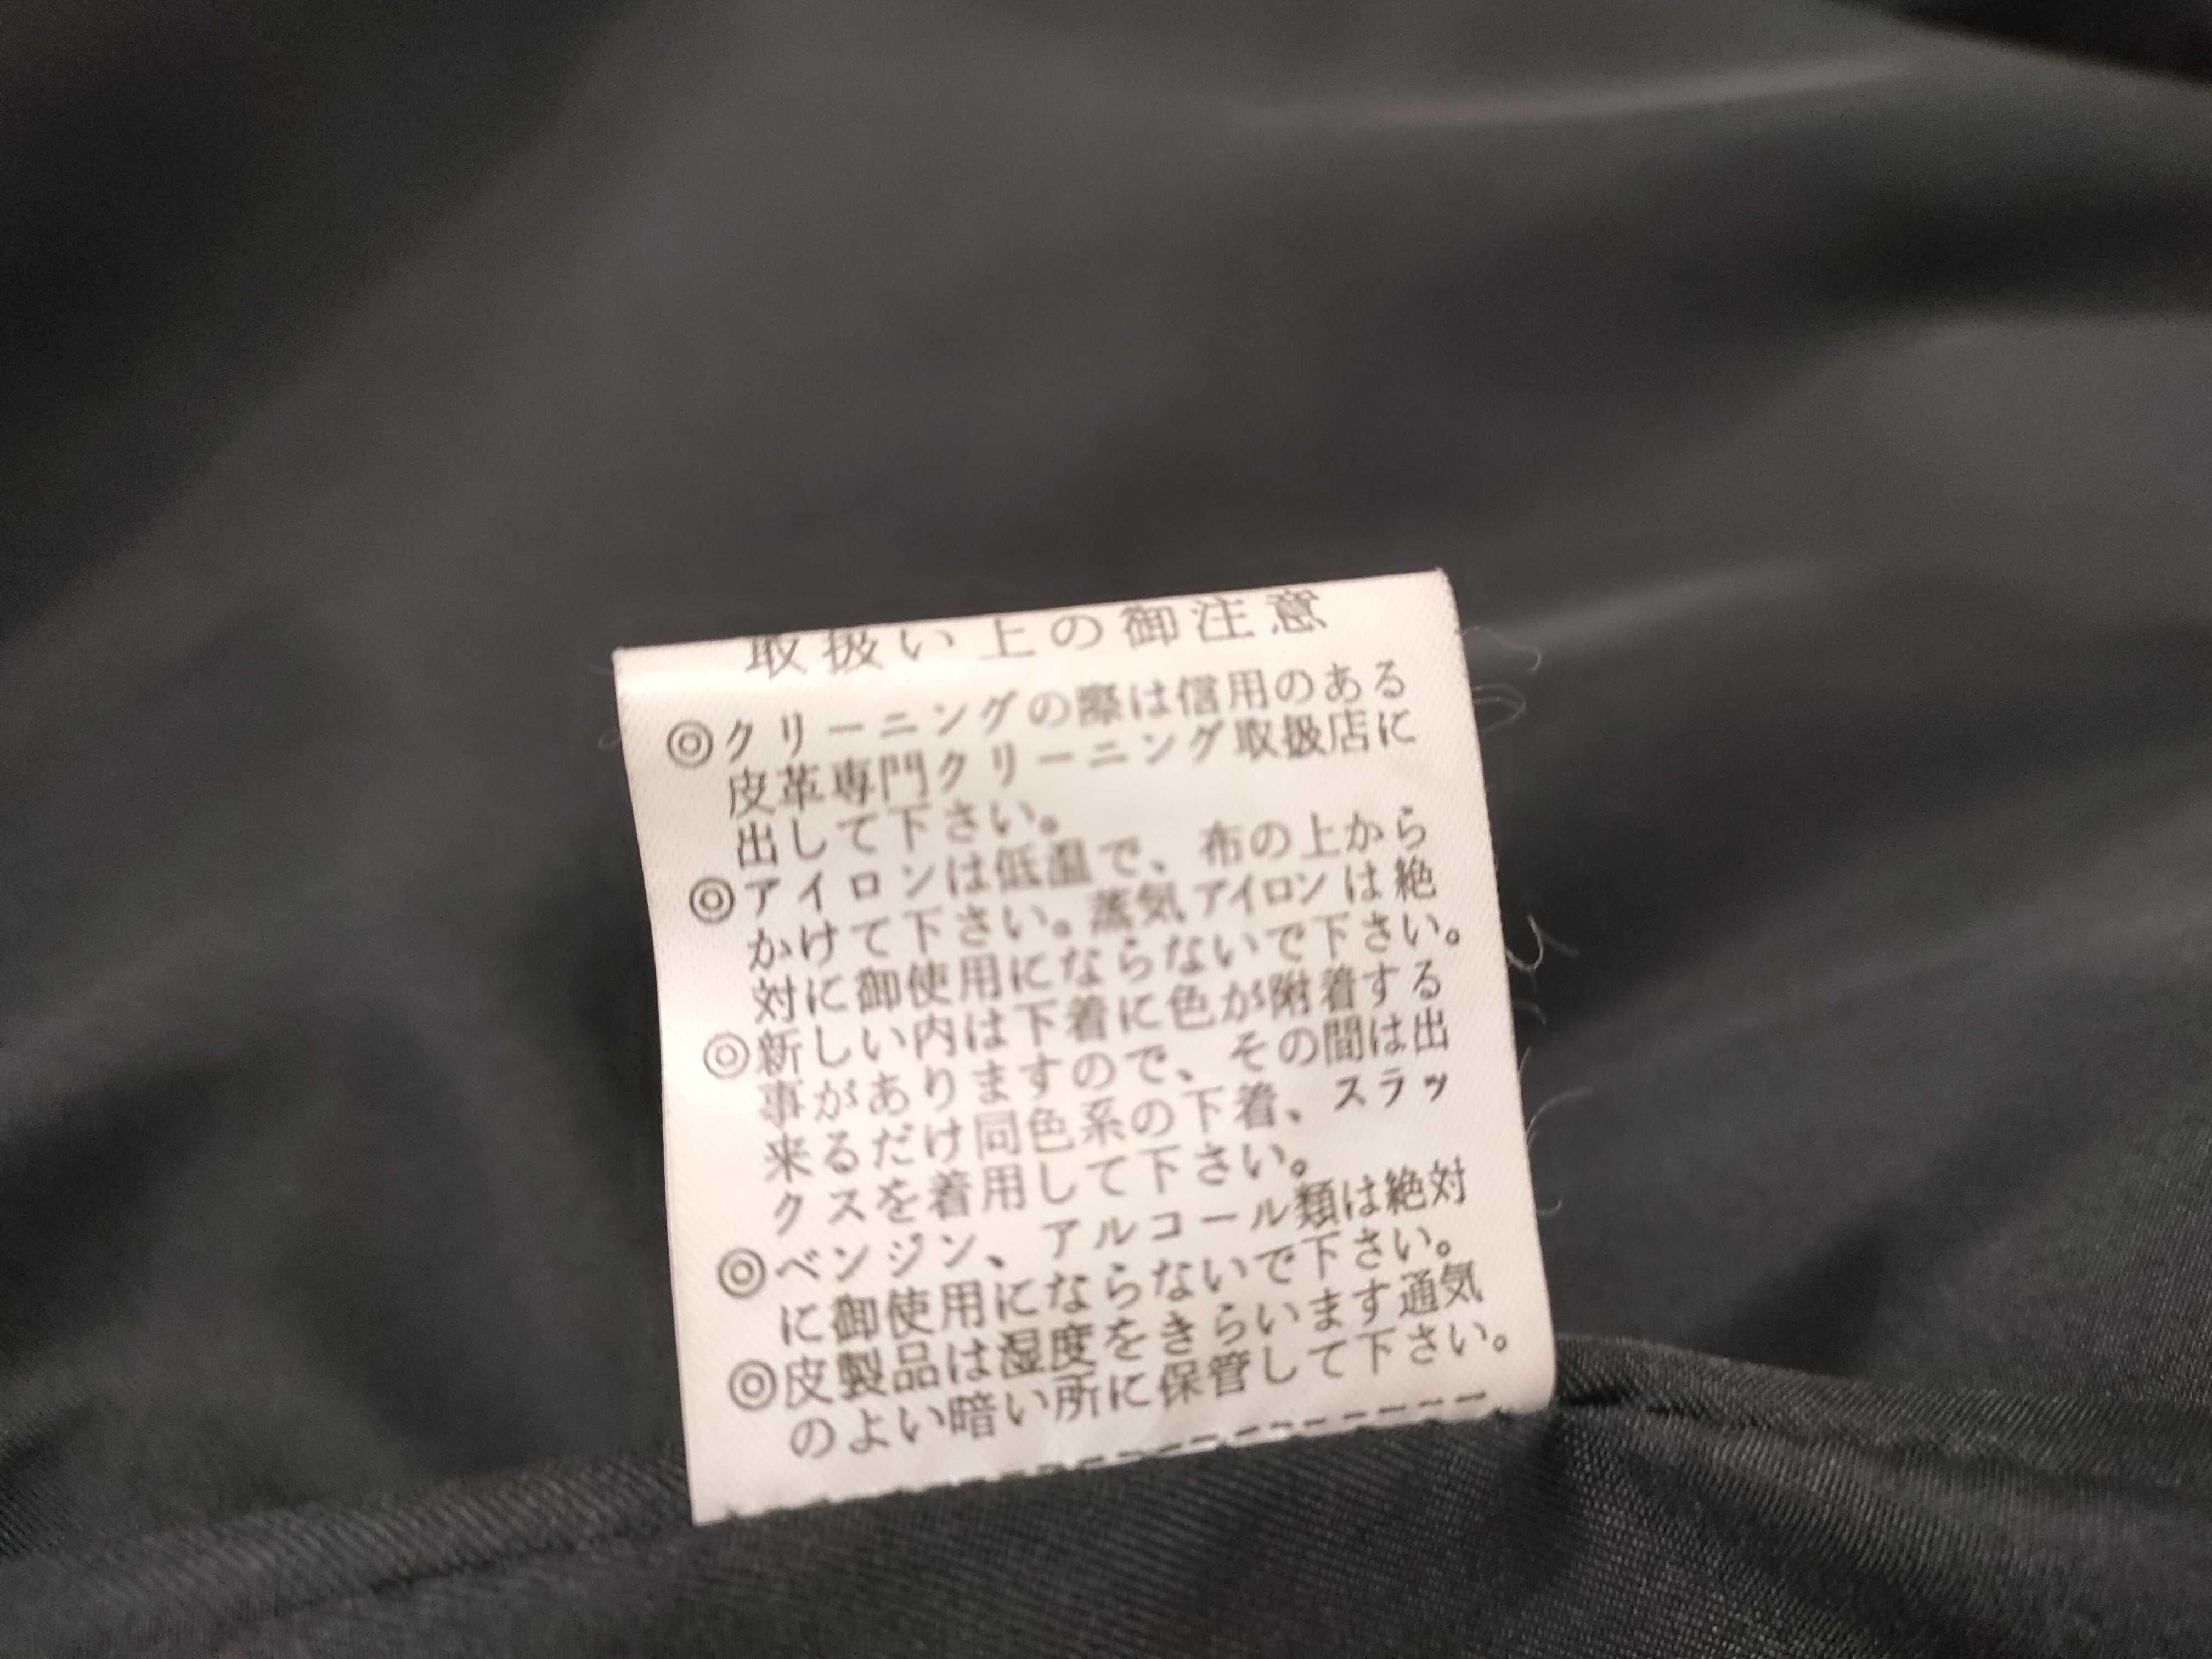 取扱い上の御注意
◎クリーニングの際は信用のある
皮革専門クリーニング取扱店に
出して下さい。
◎アイロンは低温で、布の上から
かけて下さい。蒸気アイロンは絶
対に御使用にならないで下さい。
◎新しい内は下着に色が附着する
事がありますので、その間は出
来るだけ同色系の下着、スラッ
クスを着用して下さい。
◎ベンジン、アルコール類は絶対
に御使用にならないで下さい。
◎皮製品は湿度をきらいます通気
のよい暗い所に保管して下さい。